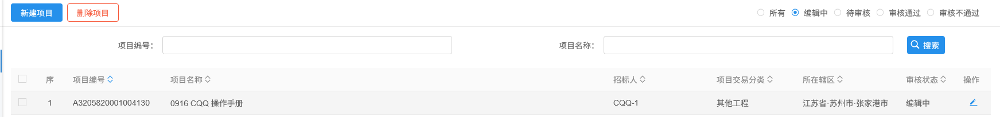 新建项目 删除项目 所有 编辑中 待审核 审核通过 审核不通过
项目编号： 项目名称： 搜索
序 项目编号 项目名称 招标人 项目交易分类 所在辖区 审核状态 操作
1 A3205820001004130 0916 CQQ 操作手册 CQQ-1 其他工程 江苏省·苏州市·张家港市 编辑中